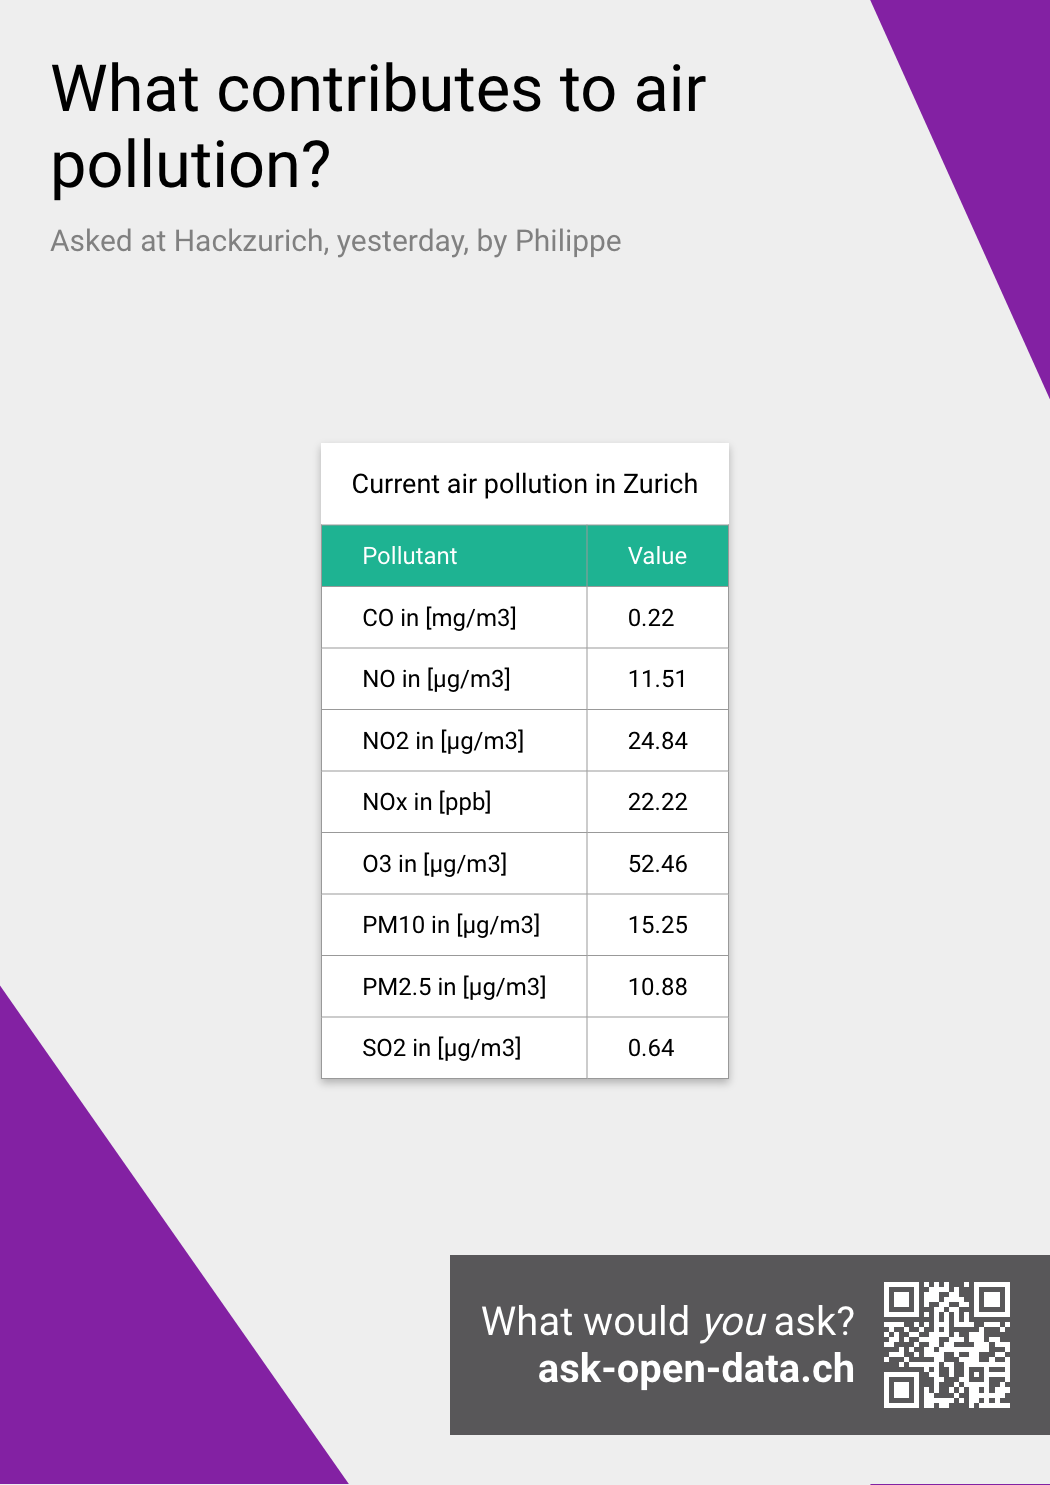 What contributes to air
pollution?
Asked at Hackzurich, yesterday, by Philippe
Current air pollution in Zurich
Pollutant Value
CO in [mg/m3] 0.22
NO in [µg/m3] 11.51
NO2 in [µg/m3] 24.84
NOx in [ppb] 22.22
O3 in [µg/m3] 52.46
PM10 in [µg/m3] 15.25
PM2.5 in [µg/m3] 10.88
SO2 in [µg/m3] 0.64
What would you ask?
ask-open-data.ch